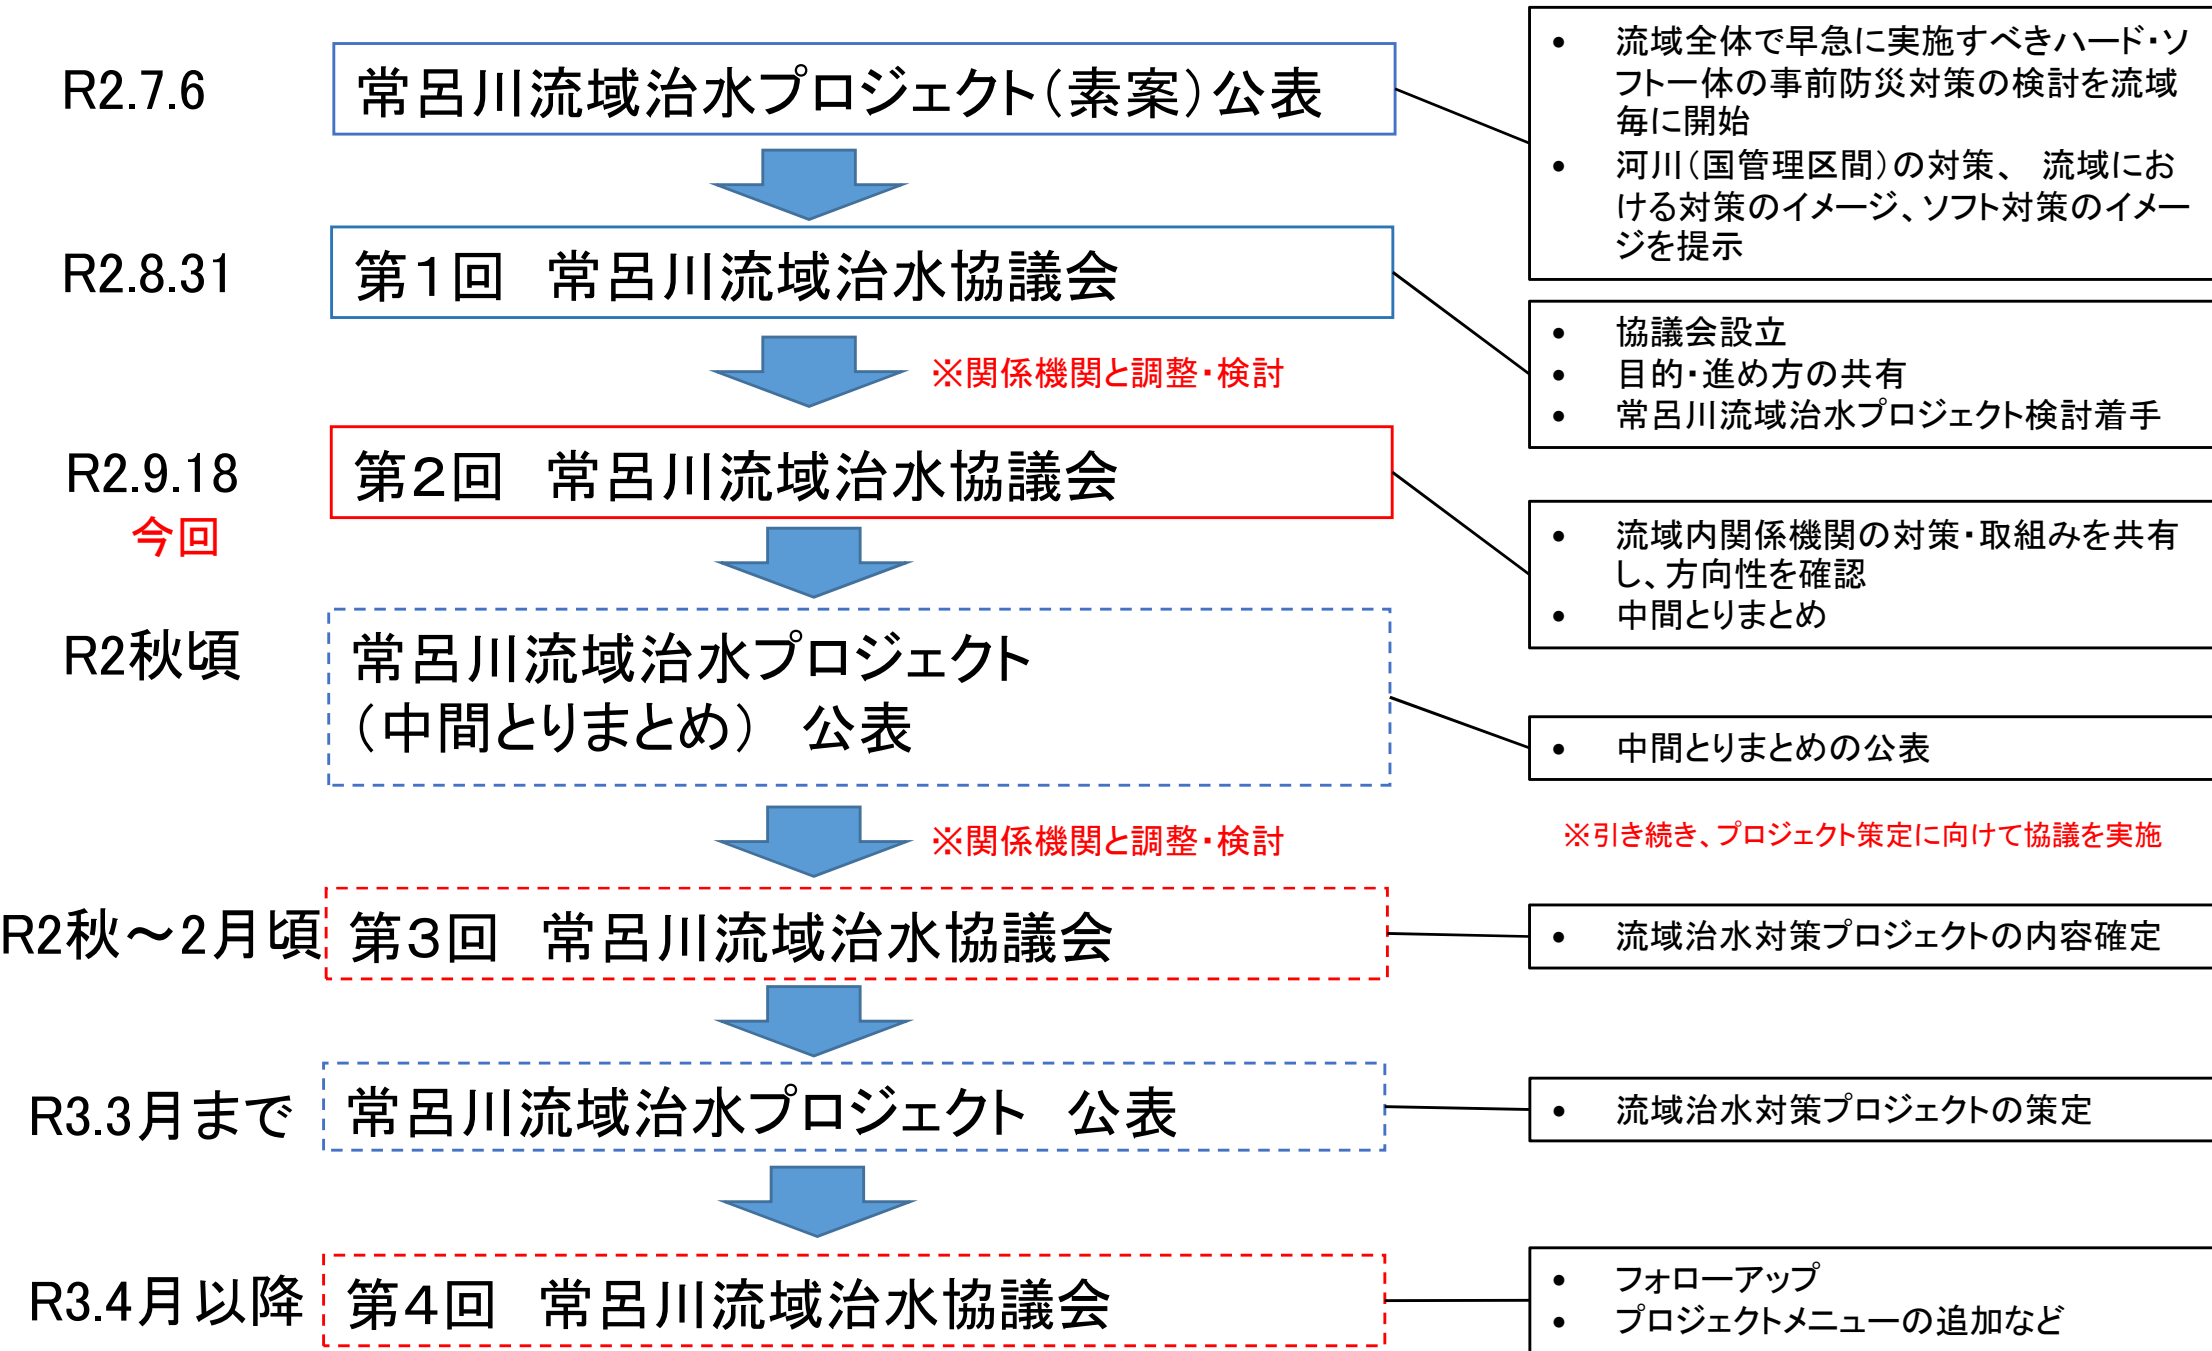 R2.7.6
常呂川流域治水プロジェクト（素案）公表
• 流域全体で早急に実施すべきハード・ソ
フト一体の事前防災対策の検討を流域
毎に開始
• 河川（国管理区間）の対策、 流域にお
ける対策のイメージ、ソフト対策のイメー
ジを提示
R2.8.31
第1回　常呂川流域治水協議会
• 協議会設立
• 目的・進め方の共有
• 常呂川流域治水プロジェクト検討着手
※関係機関と調整・検討
R2.9.18
今回
第2回　常呂川流域治水協議会
• 流域内関係機関の対策・取組みを共有
し、方向性を確認
• 中間とりまとめ
R2秋頃
常呂川流域治水プロジェクト
（中間とりまとめ）　公表
• 中間とりまとめの公表
※関係機関と調整・検討
※引き続き、プロジェクト策定に向けて協議を実施
R2秋～2月頃
第3回　常呂川流域治水協議会
• 流域治水対策プロジェクトの内容確定
R3.3月まで
常呂川流域治水プロジェクト　公表
• 流域治水対策プロジェクトの策定
R3.4月以降
第4回　常呂川流域治水協議会
• フォローアップ
• プロジェクトメニューの追加など